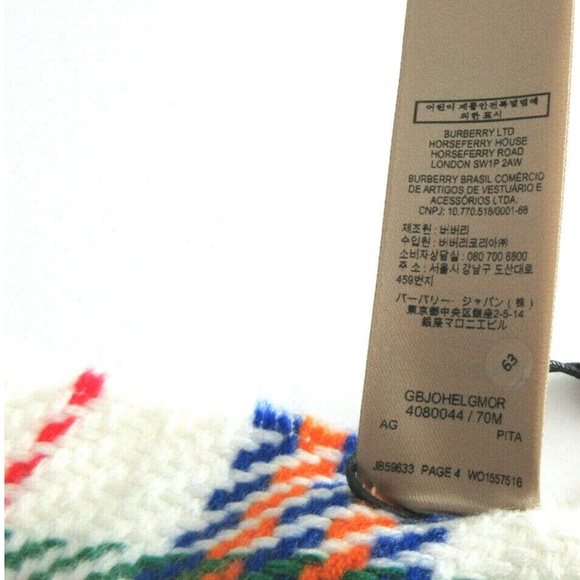 어린이 제품안전특별법에
의한 표시
BURBERRY LTD
HORSEFERRY HOUSE
HORSEFERRY ROAD
LONDON SW1P 2AW
BURBERRY BRASIL COMÉRCIO
DE ARTIGOS DE VESTUÁRIO E
ACESSÓRIOS LTDA.
CNPJ: 10.770.518/0001-68
제조원 : 버버리
수입원 : 버버리코리아㈜
소비자상담실 : 080 700 8800
주 소 : 서울시 강남구 도산대로
459번지
バーバリー・ジャパン (株)
東京都中央区銀座2-5-14
銀座マロニエビル
63
GBJOHELGMOR
4080044 / 70M
AG PITA
JB59633 PAGE 4 WO1557516